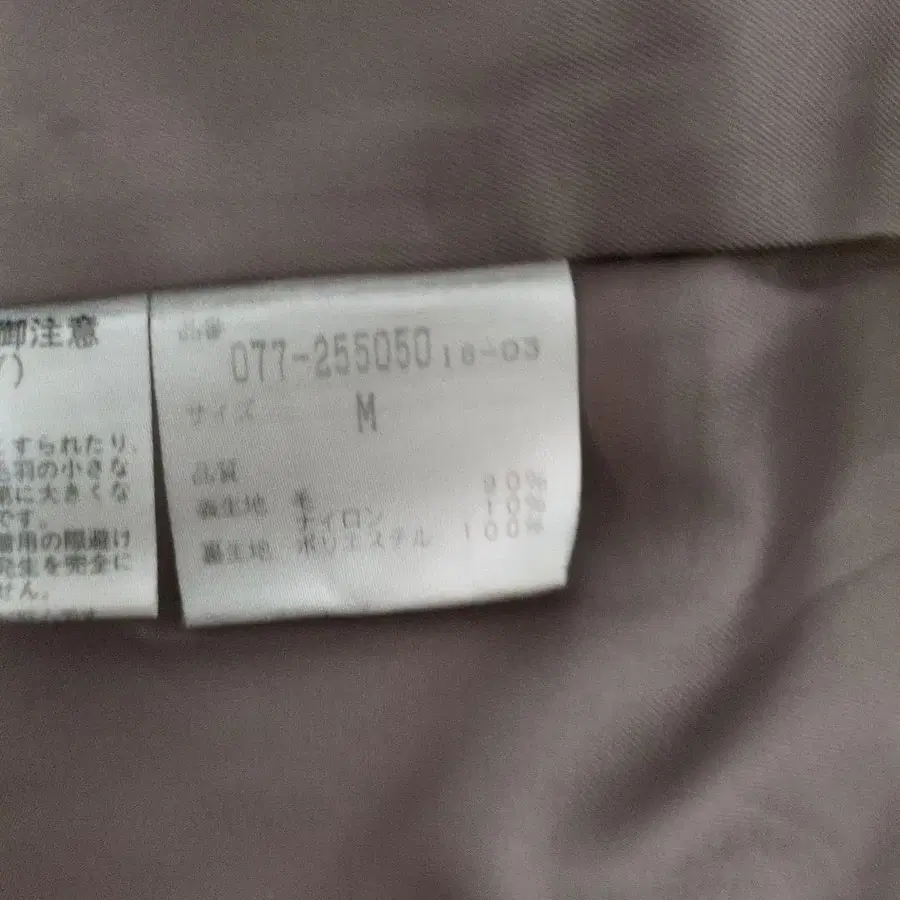 御注意
すられたり、
毛羽の小さな
に大きくな
です。
着用の際避け
発生を完全に
せん。
品番
077-255050 18-03
サイズ M
品質
表生地 毛 90%
ナイロン 10%
裏生地 ポリエステル 100%